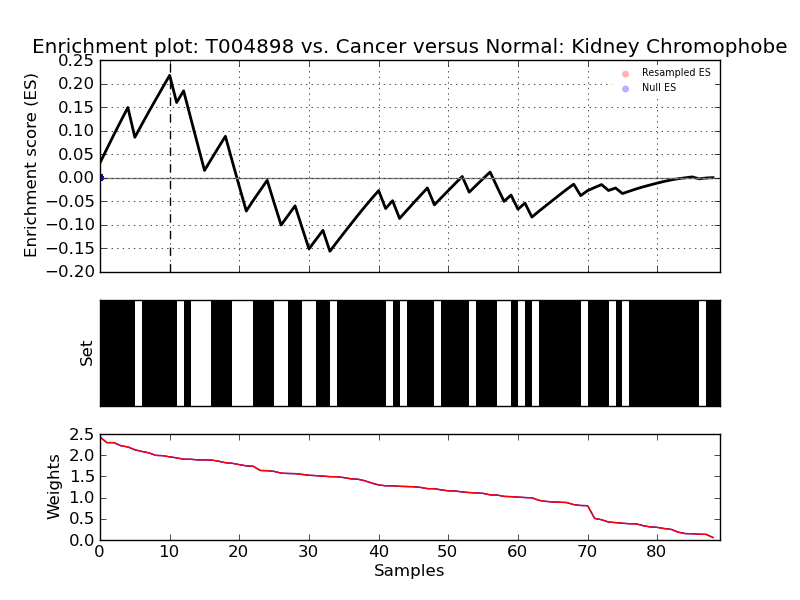 Enrichment plot: T004898 vs. Cancer versus Normal: Kidney Chromophobe
Enrichment score (ES)
0.25
0.20
0.15
0.10
0.05
0.00
−0.05
−0.10
−0.15
−0.20
Resampled ES
Null ES
Set
Weights
2.5
2.0
1.5
1.0
0.5
0.0
0 10 20 30 40 50 60 70 80
Samples